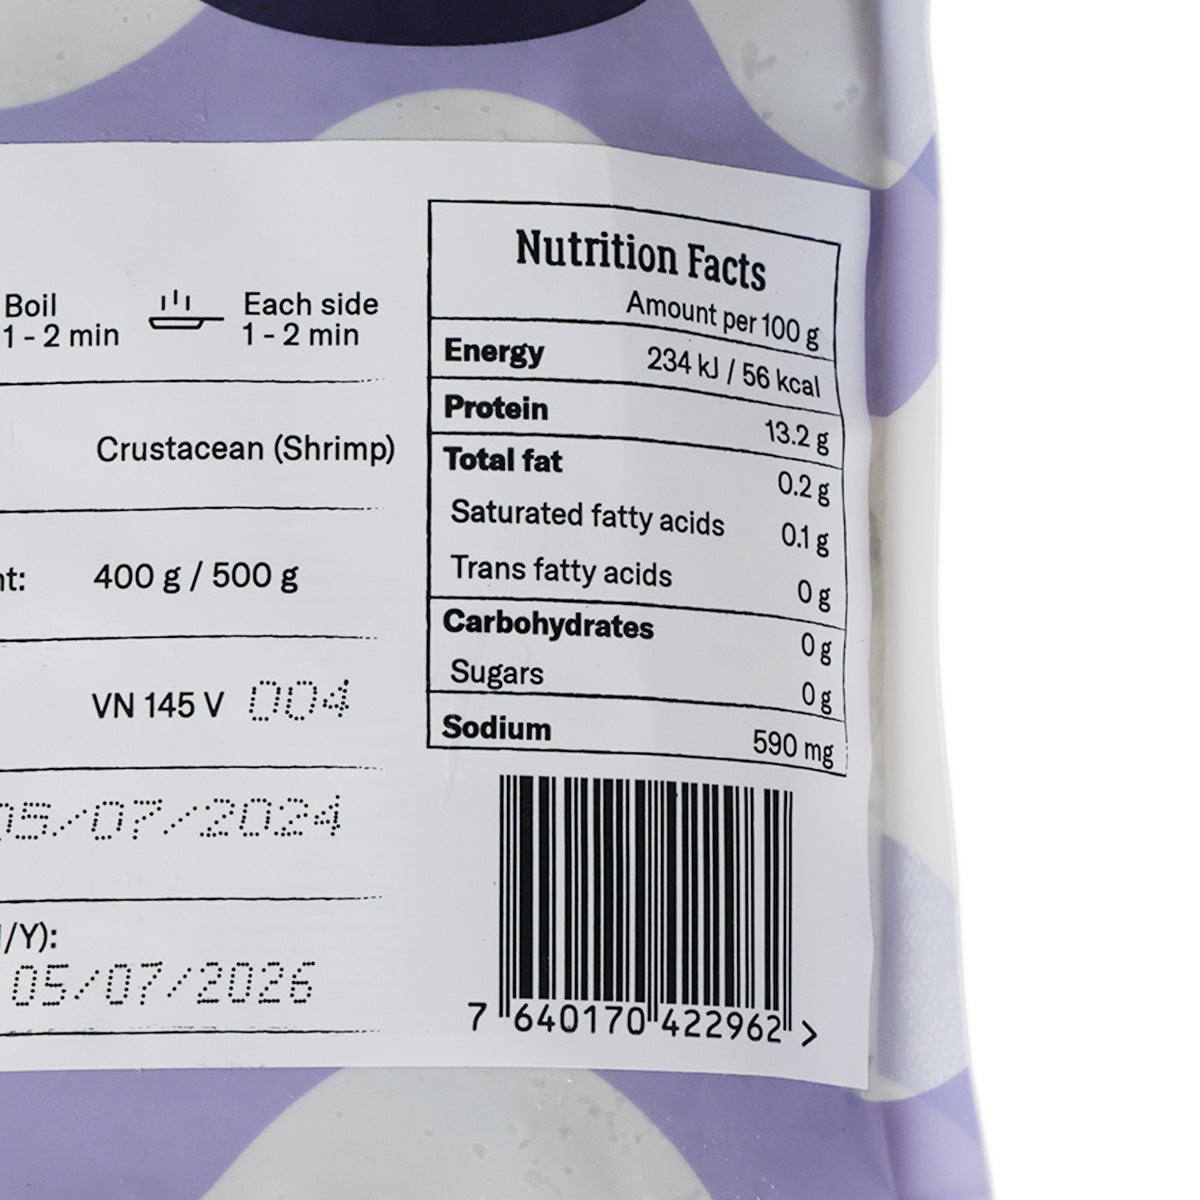 Boil
1 - 2 min
Each side
1 - 2 min
Crustacean (Shrimp)
400 g / 500 g
VN 145 V 004
05/07/2024
/Y):
05/07/2026
Nutrition Facts
Amount per 100 g
Energy 234 kJ / 56 kcal
Protein 13.2 g
Total fat 0.2 g
Saturated fatty acids 0.1 g
Trans fatty acids 0 g
Carbohydrates 0 g
Sugars 0 g
Sodium 590 mg
7 640170 422962 >